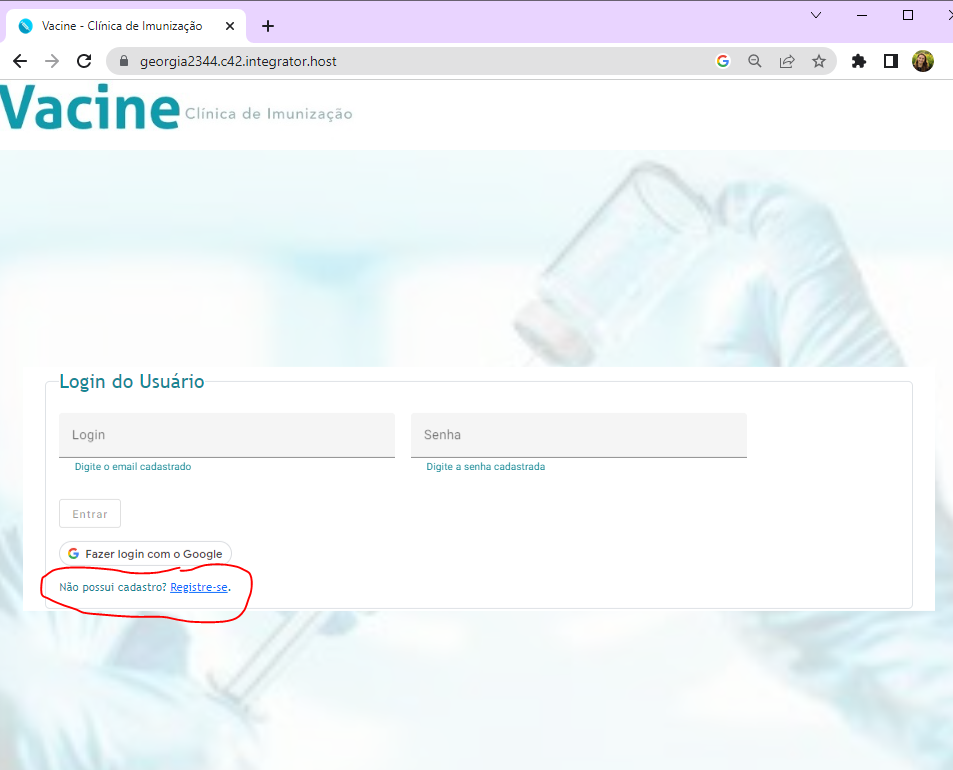 Vacine - Clínica de Imunização
georgia2344.c42.integrator.host
Vacine Clínica de Imunização
Login do Usuário
Login Senha
Digite o email cadastrado Digite a senha cadastrada
Entrar
Fazer login com o Google
Não possui cadastro? Registre-se.